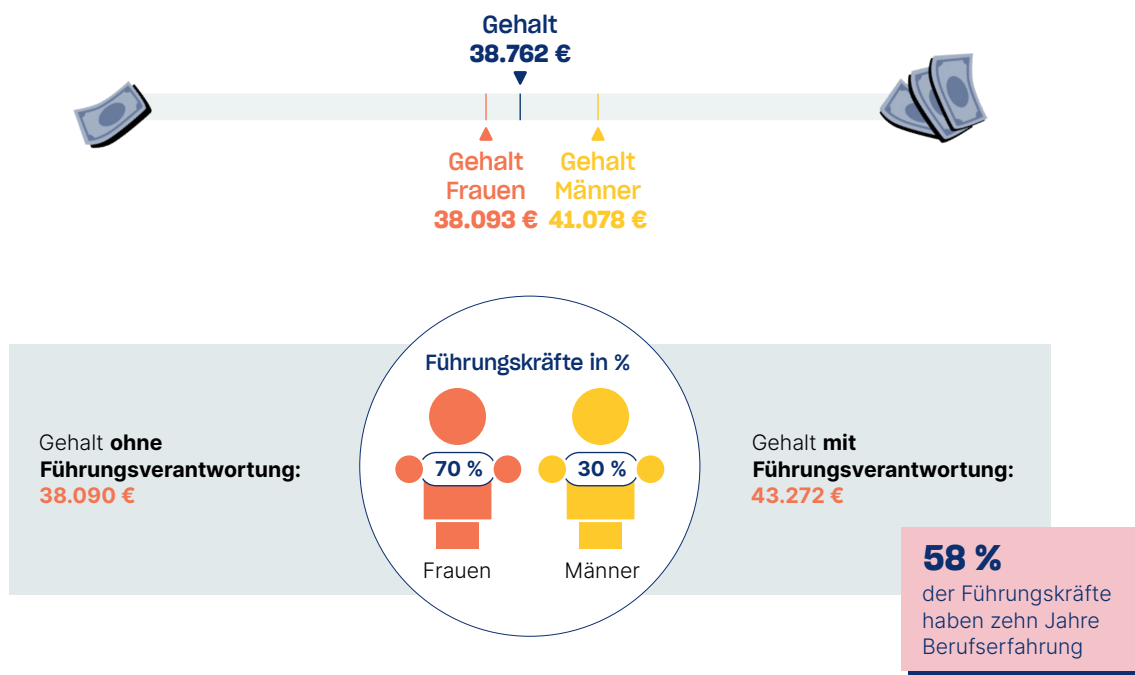 Gehalt
38.762 €
Gehalt
Frauen
38.093 €
Gehalt
Männer
41.078 €
Führungskräfte in %
70 %
30 %
Frauen
Männer
Gehalt ohne
Führungsverantwortung:
38.090 €
Gehalt mit
Führungsverantwortung:
43.272 €
58 %
der Führungskräfte
haben zehn Jahre
Berufserfahrung